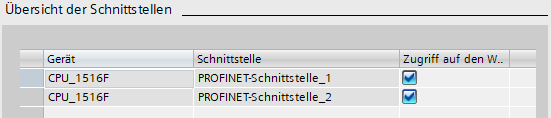 Übersicht der Schnittstellen
Gerät Schnittstelle Zugriff auf den W..
CPU_1516F PROFINET-Schnittstelle_1
CPU_1516F PROFINET-Schnittstelle_2